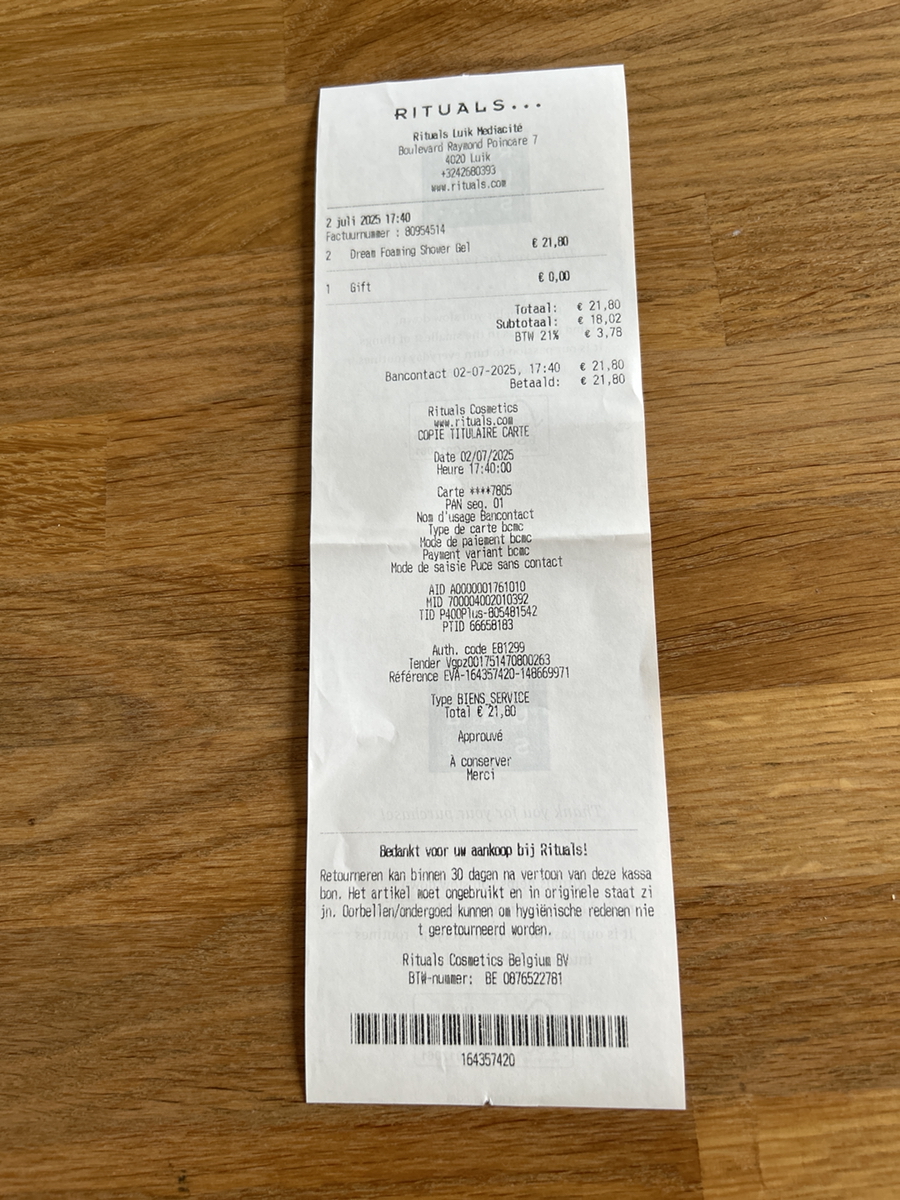 RITUALS...
Rituals Luik Mediacité
Boulevard Raymond Poincare 7
4020 Luik
+3242680393
www.rituals.com
2 juli 2025 17:40
Factuurnummer : 80954514
2 Dream Foaming Shower Gel € 21,80
1 Gift € 0,00
Totaal: € 21,80
Subtotaal: € 18,02
BTW 21% € 3,78
Bancontact 02-07-2025, 17:40 € 21,80
Betaald: € 21,80
Rituals Cosmetics
www.rituals.com
COPIE TITULAIRE CARTE
Date 02/07/2025
Heure 17:40:00
Carte ****7805
PAN seq. 01
Nom d'usage Bancontact
Type de carte bcmc
Mode de paiement bcmc
Payment variant bcmc
Mode de saisie Puce sans contact
AID A0000001761010
MID 700004002010392
TID P400Plus-805481542
PTID 66658183
Auth. code E81299
Tender Vgpz001751470800263
Référence EVA-164357420-148669971
Type BIENS_SERVICE
Total € 21,80
Approuvé
À conserver
Merci
Thank you for your purchase!
Bedankt voor uw aankoop bij Rituals!
Retourneren kan binnen 30 dagen na vertoon van deze kassa
bon. Het artikel moet ongebruikt en in originele staat zi
jn. Oorbellen/ondergoed kunnen om hygiënische redenen nie
t geretourneerd worden.
Rituals Cosmetics Belgium BV
BTW-nummer: BE 0876522781
164357420